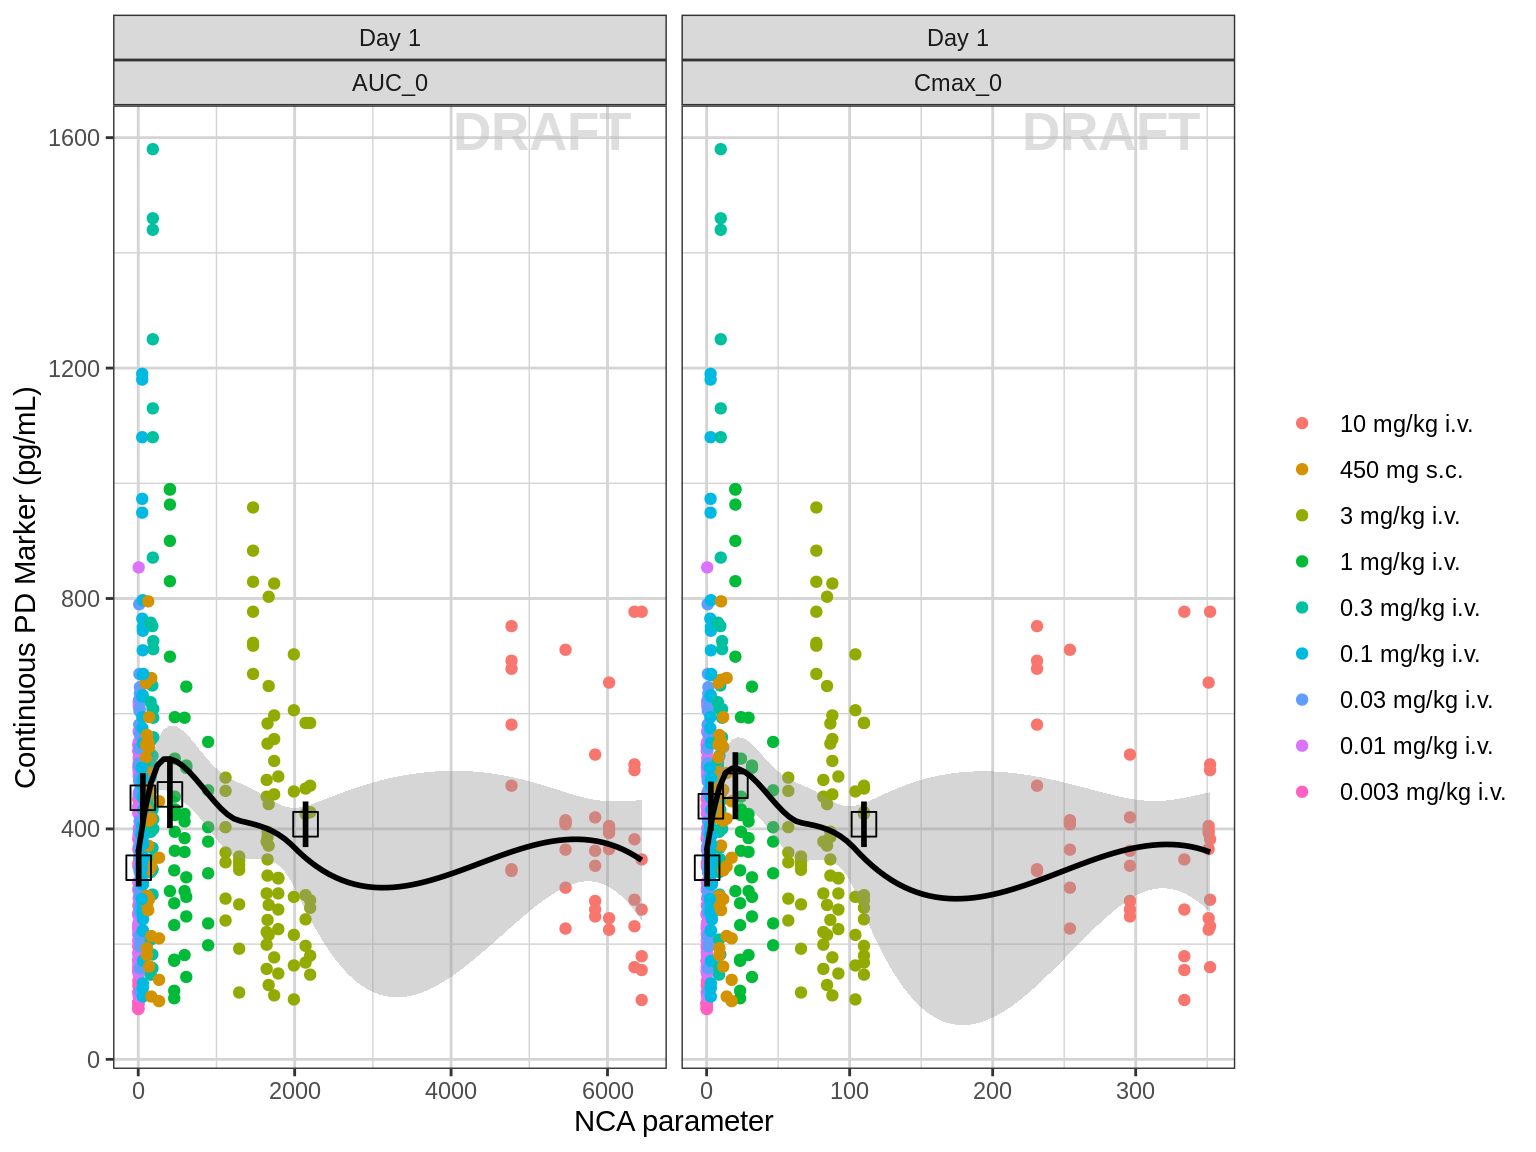 Day 1
Day 1
AUC_0
Cmax_0
DRAFT
DRAFT
Continuous PD Marker (pg/mL)
1600
1200
800
400
0
0
2000
4000
6000
0
100
200
300
NCA parameter
10 mg/kg i.v.
450 mg s.c.
3 mg/kg i.v.
1 mg/kg i.v.
0.3 mg/kg i.v.
0.1 mg/kg i.v.
0.03 mg/kg i.v.
0.01 mg/kg i.v.
0.003 mg/kg i.v.